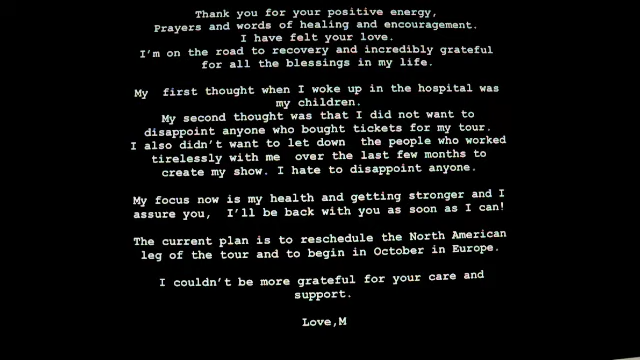 Thank you for your positive energy,
Prayers and words of healing and encouragement.
I have felt your love.
I'm on the road to recovery and incredibly grateful
for all the blessings in my life.
My first thought when I woke up in the hospital was
my children.
My second thought was that I did not want to
disappoint anyone who bought tickets for my tour.
I also didn't want to let down the people who worked
tirelessly with me over the last few months to
create my show. I hate to disappoint anyone.
My focus now is my health and getting stronger and I
assure you, I'll be back with you as soon as I can!
The current plan is to reschedule the North American
leg of the tour and to begin in October in Europe.
I couldn't be more grateful for your care and
support.
Love,M